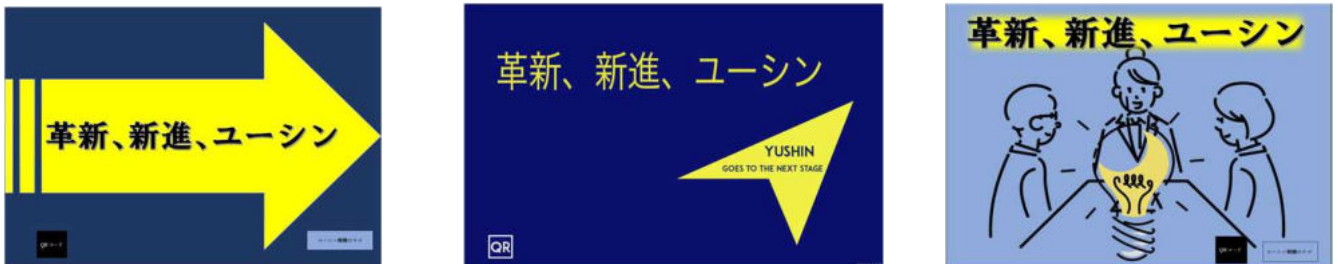 革新、新進、ユーシン
QRコード
革新、新進、ユーシン
YUSHIN
GOES TO THE NEXT STAGE
QR
革新、新進、ユーシン
QRコード